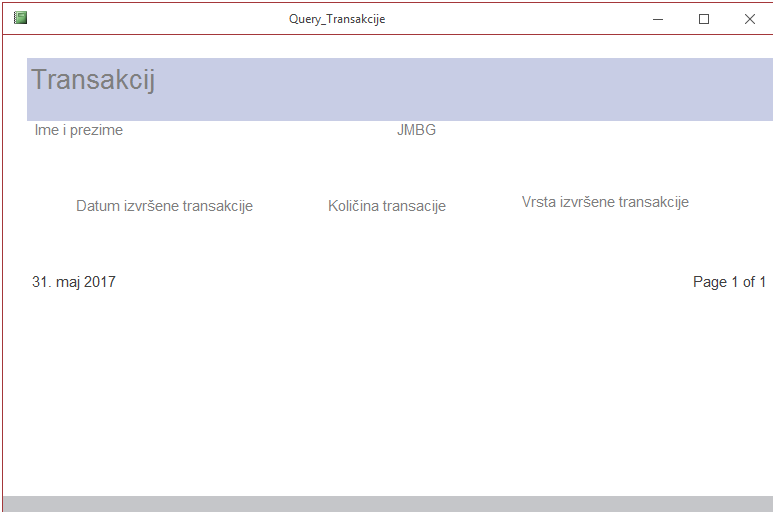 Query_Transakcije
Transakcij
Ime i prezime JMBG
Datum izvršene transakcije Količina transacije Vrsta izvršene transakcije
31. maj 2017 Page 1 of 1